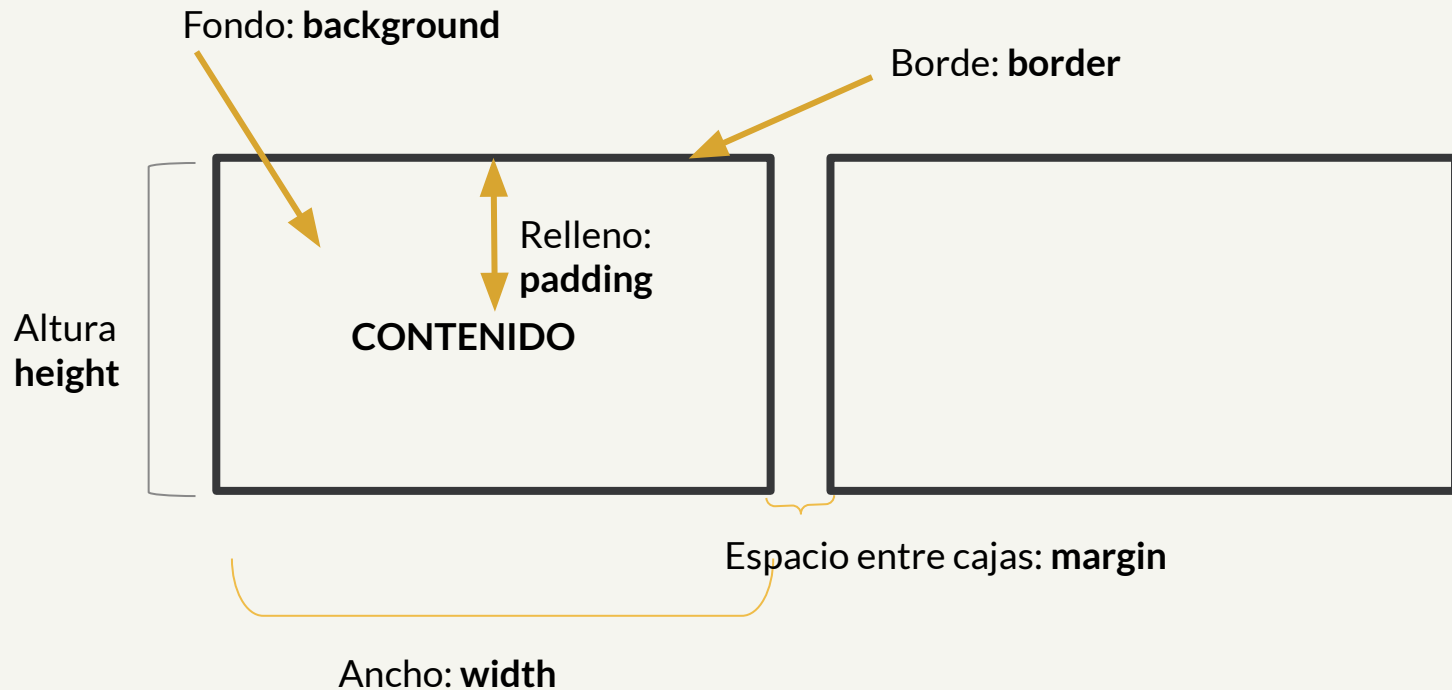 Fondo: background
Borde: border
Relleno:
padding
CONTENIDO
Altura
height
Espacio entre cajas: margin
Ancho: width